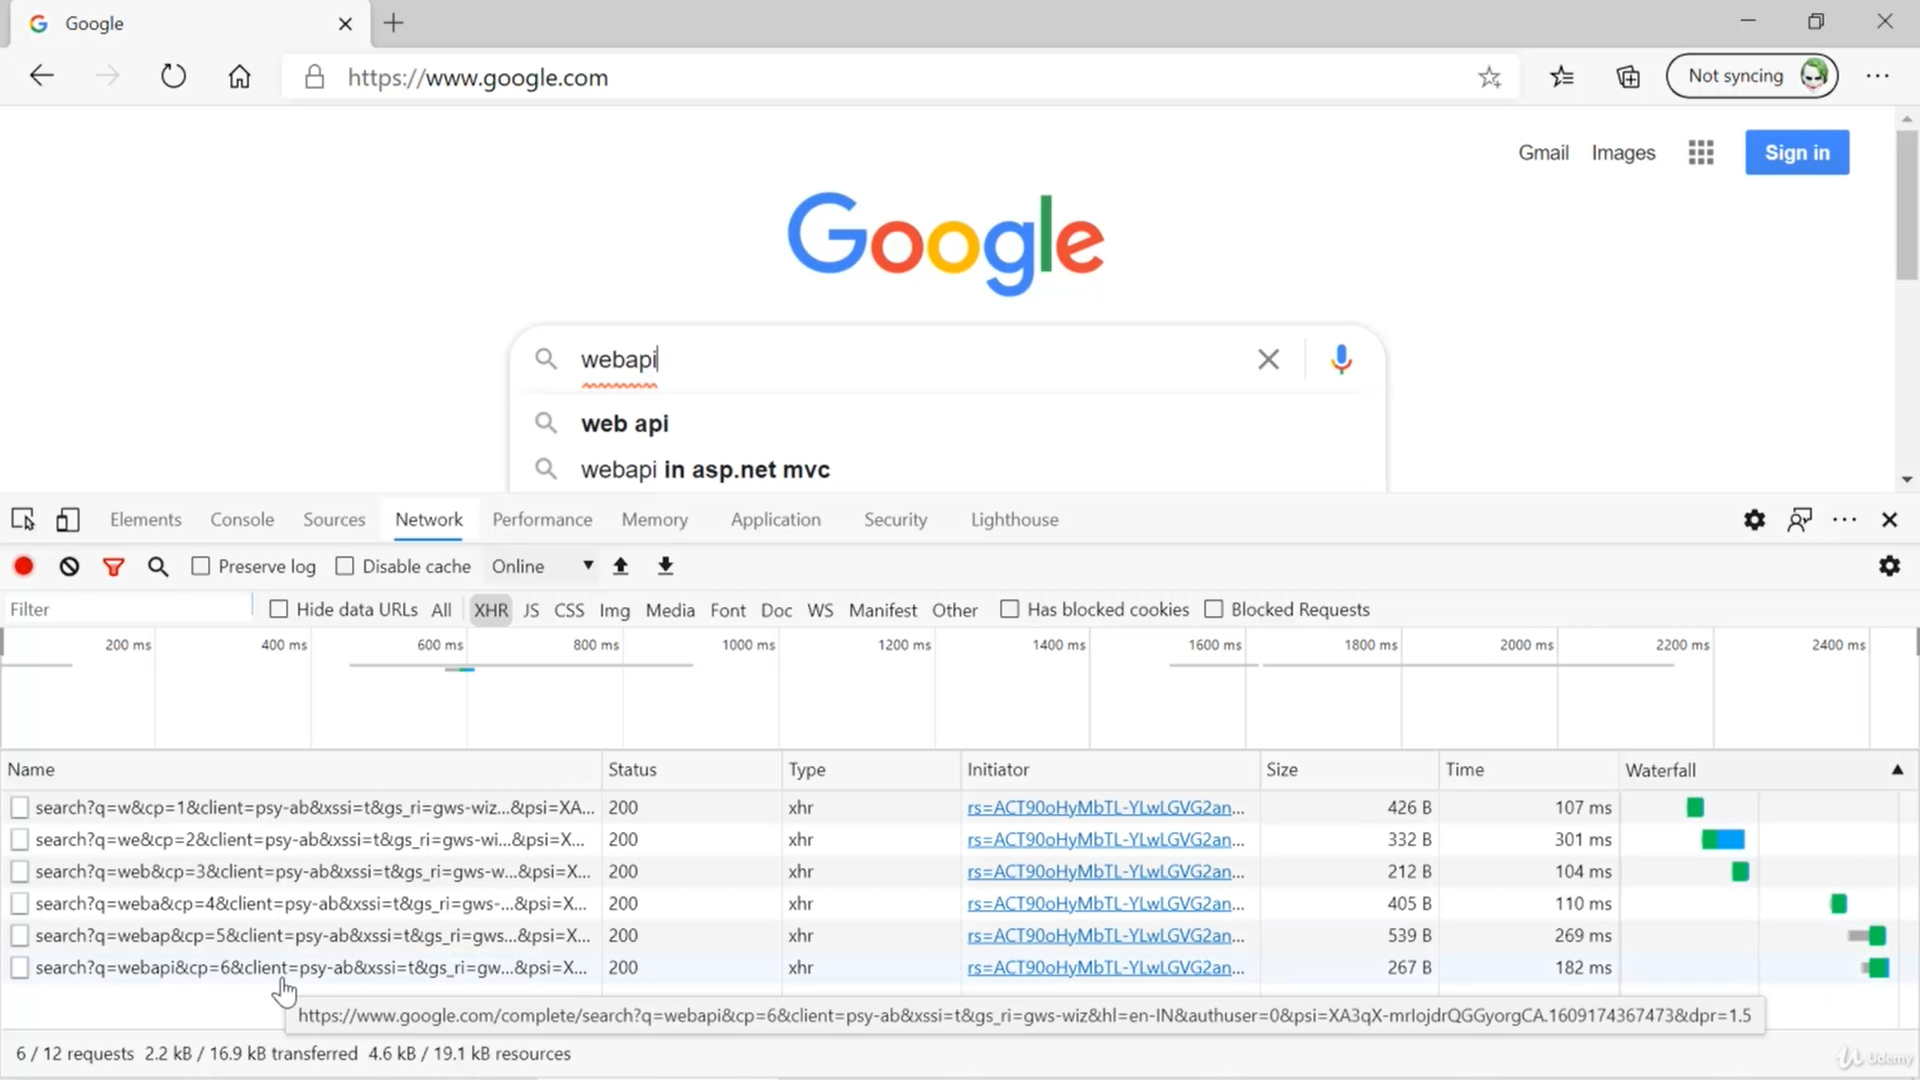 Google
https://www.google.com
Not syncing
Gmail Images Sign in
Google
webapi
web api
webapi in asp.net mvc
Elements Console Sources Network Performance Memory Application Security Lighthouse
Preserve log Disable cache Online
Filter Hide data URLs All XHR JS CSS Img Media Font Doc WS Manifest Other Has blocked cookies Blocked Requests
200 ms 400 ms 600 ms 800 ms 1000 ms 1200 ms 1400 ms 1600 ms 1800 ms 2000 ms 2200 ms 2400 ms
Name Status Type Initiator Size Time Waterfall
search?q=w&cp=1&client=psy-ab&xssi=t&gs_ri=gws-wiz...&psi=XA... 200 xhr rs=ACT90oHyMbTL-YLwLGVG2an... 426 B 107 ms
search?q=we&cp=2&client=psy-ab&xssi=t&gs_ri=gws-wi...&psi=X... 200 xhr rs=ACT90oHyMbTL-YLwLGVG2an... 332 B 301 ms
search?q=web&cp=3&client=psy-ab&xssi=t&gs_ri=gws-w...&psi=X... 200 xhr rs=ACT90oHyMbTL-YLwLGVG2an... 212 B 104 ms
search?q=weba&cp=4&client=psy-ab&xssi=t&gs_ri=gws-...&psi=X... 200 xhr rs=ACT90oHyMbTL-YLwLGVG2an... 405 B 110 ms
search?q=webap&cp=5&client=psy-ab&xssi=t&gs_ri=gws...&psi=X... 200 xhr rs=ACT90oHyMbTL-YLwLGVG2an... 539 B 269 ms
search?q=webapi&cp=6&client=psy-ab&xssi=t&gs_ri=gw...&psi=X... 200 xhr rs=ACT90oHyMbTL-YLwLGVG2an... 267 B 182 ms
https://www.google.com/complete/search?q=webapi&cp=6&client=psy-ab&xssi=t&gs_ri=gws-wiz&hl=en-IN&authuser=0&psi=XA3qX-mrIojdrQGGyorgCA.1609174367473&dpr=1.5
6 / 12 requests 2.2 kB / 16.9 kB transferred 4.6 kB / 19.1 kB resources
Udemy